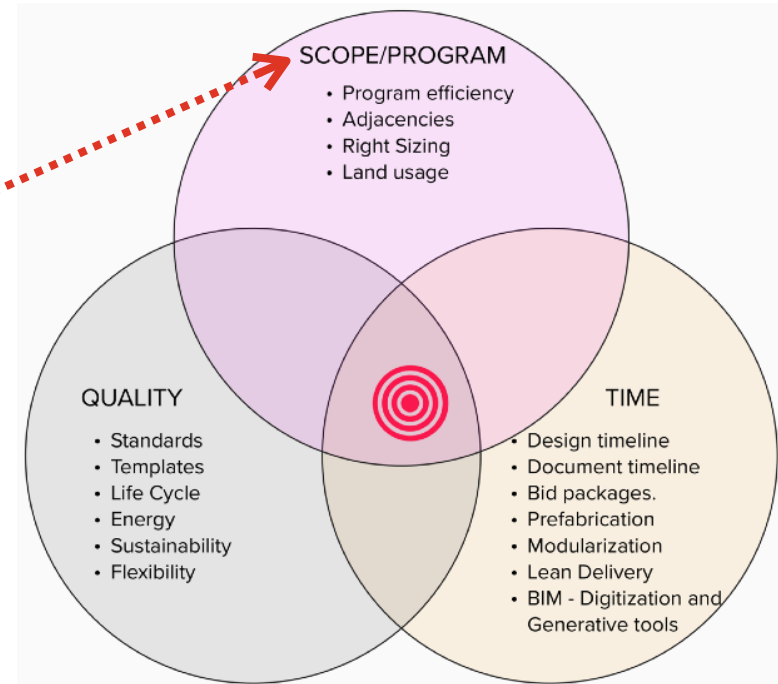 SCOPE/PROGRAM
• Program efficiency
• Adjacencies
• Right Sizing
• Land usage
QUALITY
• Standards
• Templates
• Life Cycle
• Energy
• Sustainability
• Flexibility
TIME
• Design timeline
• Document timeline
• Bid packages.
• Prefabrication
• Modularization
• Lean Delivery
• BIM - Digitization and
Generative tools